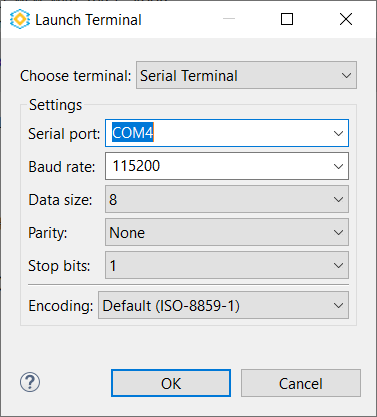 Launch Terminal
Choose terminal: Serial Terminal
Settings
Serial port: COM4
Baud rate: 115200
Data size: 8
Parity: None
Stop bits: 1
Encoding: Default (ISO-8859-1)
? OK Cancel